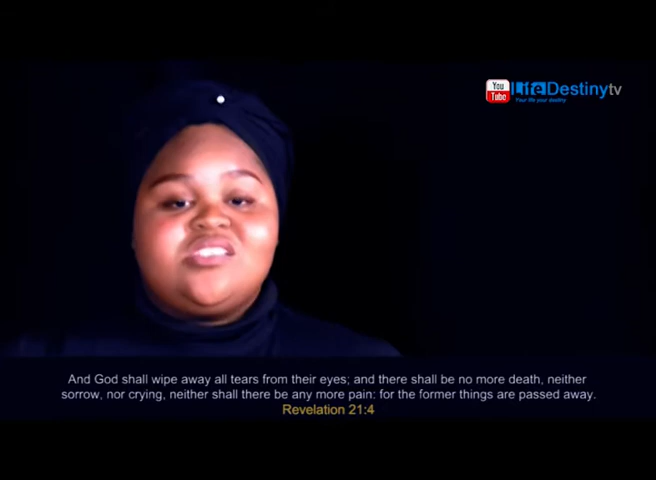 You
Tube
LifeDestinytv
Your life your destiny
And God shall wipe away all tears from their eyes; and there shall be no more death, neither
sorrow, nor crying, neither shall there be any more pain: for the former things are passed away.
Revelation 21:4